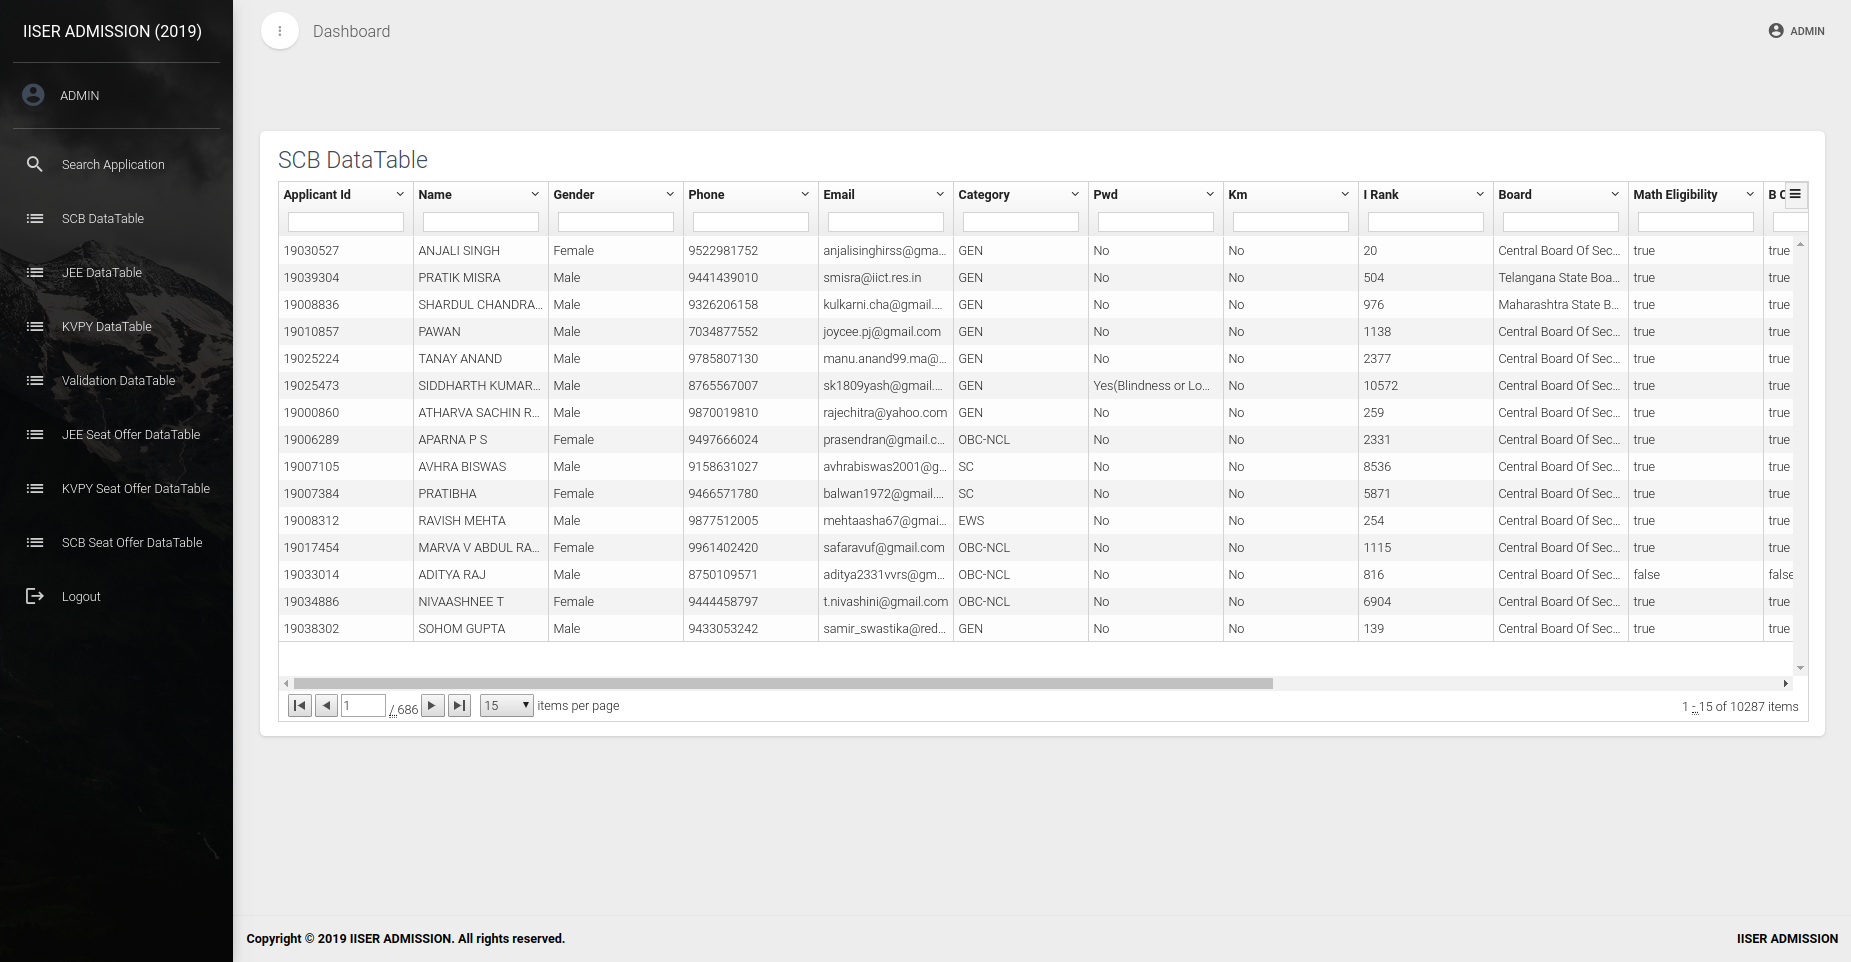 IISER ADMISSION (2019)
ADMIN
Search Application
SCB DataTable
JEE DataTable
KVPY DataTable
Validation DataTable
JEE Seat Offer DataTable
KVPY Seat Offer DataTable
SCB Seat Offer DataTable
Logout
Dashboard
ADMIN
SCB DataTable
Applicant Id Name Gender Phone Email Category Pwd Km I Rank Board Math Eligibility B C
19030527 ANJALI SINGH Female 9522981752 anjalisinghirss@gma... GEN No No 20 Central Board Of Sec... true true
19039304 PRATIK MISRA Male 9441439010 smisra@iict.res.in GEN No No 504 Telangana State Boa... true true
19008836 SHARDUL CHANDRA... Male 9326206158 kulkarni.cha@gmail.... GEN No No 976 Maharashtra State B... true true
19010857 PAWAN Male 7034877552 joycee.pj@gmail.com GEN No No 1138 Central Board Of Sec... true true
19025224 TANAY ANAND Male 9785807130 manu.anand99.ma@... GEN No No 2377 Central Board Of Sec... true true
19025473 SIDDHARTH KUMAR... Male 8765567007 sk1809yash@gmail.... GEN Yes(Blindness or Lo... No 10572 Central Board Of Sec... true true
19000860 ATHARVA SACHIN R... Male 9870019810 rajechitra@yahoo.com GEN No No 259 Central Board Of Sec... true true
19006289 APARNA P S Female 9497666024 prasendran@gmail.c... OBC-NCL No No 2331 Central Board Of Sec... true true
19007105 AVHRA BISWAS Male 9158631027 avhrabiswas2001@g... SC No No 8536 Central Board Of Sec... true true
19007384 PRATIBHA Female 9466571780 balwan1972@gmail.... SC No No 5871 Central Board Of Sec... true true
19008312 RAVISH MEHTA Male 9877512005 mehtaasha67@gmai... EWS No No 254 Central Board Of Sec... true true
19017454 MARVA V ABDUL RA... Female 9961402420 safaravuf@gmail.com OBC-NCL No No 1115 Central Board Of Sec... true true
19033014 ADITYA RAJ Male 8750109571 aditya2331vvrs@gm... OBC-NCL No No 816 Central Board Of Sec... false false
19034886 NIVAASHNEE T Female 9444458797 t.nivashini@gmail.com OBC-NCL No No 6904 Central Board Of Sec... true true
19038302 SOHOM GUPTA Male 9433053242 samir_swastika@red... GEN No No 139 Central Board Of Sec... true true
1 / 686 15 items per page 1 - 15 of 10287 items
Copyright © 2019 IISER ADMISSION. All rights reserved. IISER ADMISSION